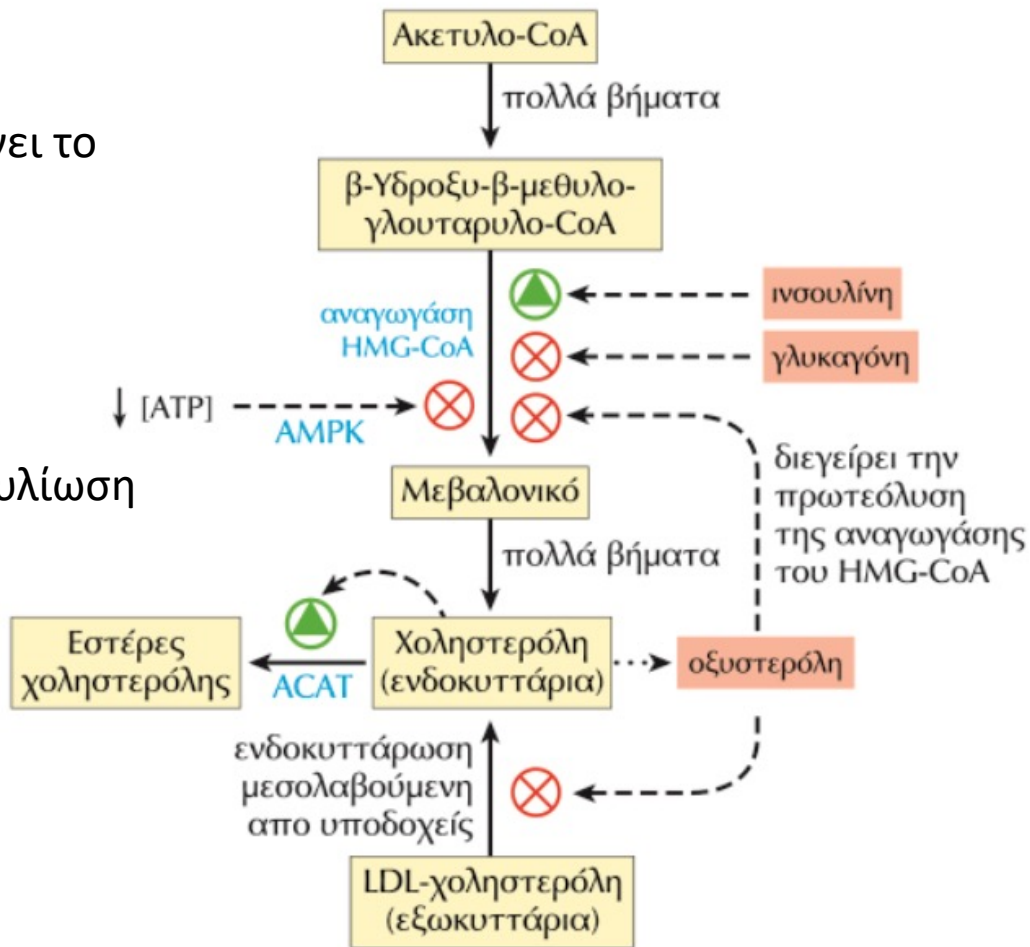 Ακετυλο-CoA
πολλά βήματα
νει το
β-Υδροξυ-β-μεθυλο-
γλουταρυλο-CoA
αναγωγάση
HMG-CoA
ινσουλίνη
γλυκαγόνη
↓ [ATP]
AMPK
υλίωση
Μεβαλονικό
διεγείρει την
πρωτεόλυση
της αναγωγάσης
του HMG-CoA
πολλά βήματα
Εστέρες
χοληστερόλης
ACAT
Χοληστερόλη
(ενδοκυττάρια)
οξυστερόλη
ενδοκυττάρωση
μεσολαβούμενη
απο υποδοχείς
LDL-χοληστερόλη
(εξωκυττάρια)